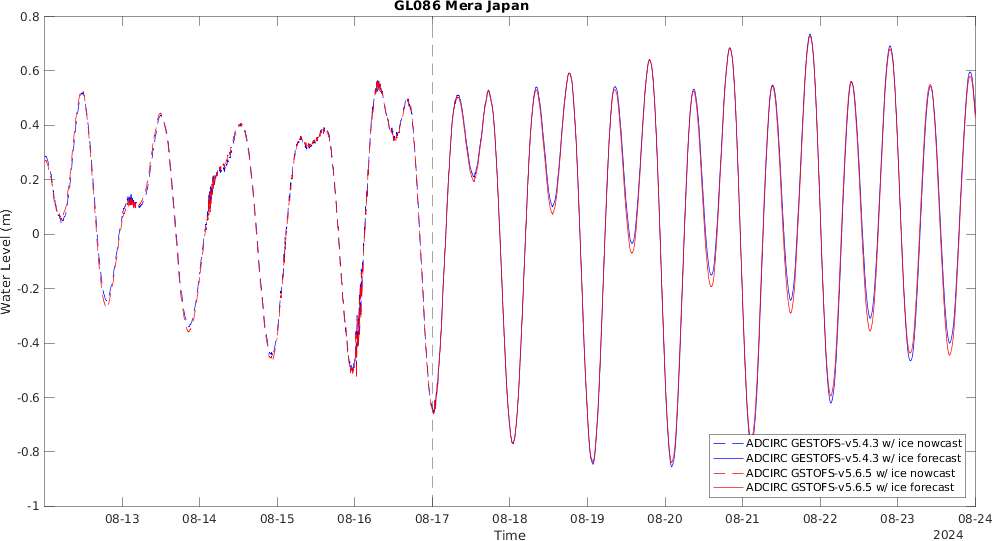 GL086 Mera Japan
Water Level (m)
0.8
0.6
0.4
0.2
0
-0.2
-0.4
-0.6
-0.8
-1
ADCIRC GESTOFS-v5.4.3 w/ ice nowcast
ADCIRC GESTOFS-v5.4.3 w/ ice forecast
ADCIRC GSTOFS-v5.6.5 w/ ice nowcast
ADCIRC GSTOFS-v5.6.5 w/ ice forecast
08-13 08-14 08-15 08-16 08-17 08-18 08-19 08-20 08-21 08-22 08-23 08-24
Time
2024